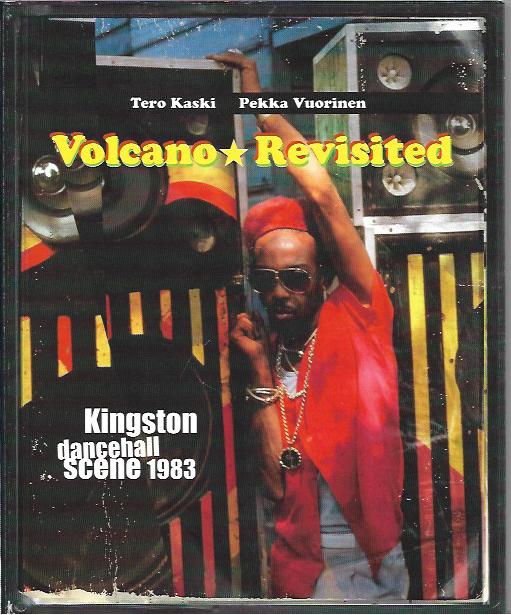 Tero Kaski Pekka Vuorinen
Volcano★Revisited
Kingston
dancehall
scene 1983